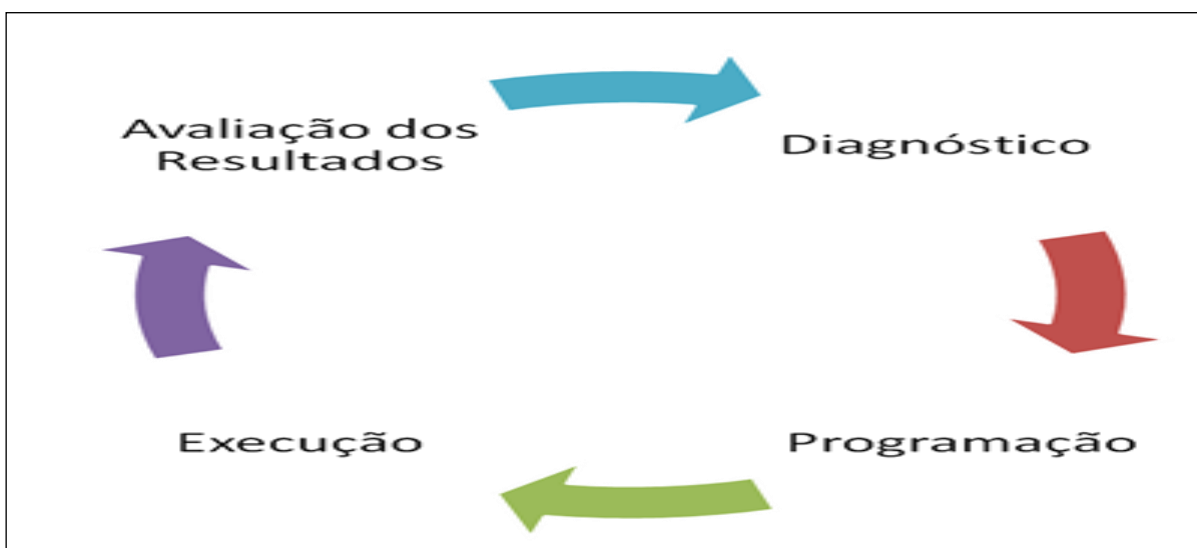 Avaliação dos
Resultados
Diagnóstico
Execução
Programação